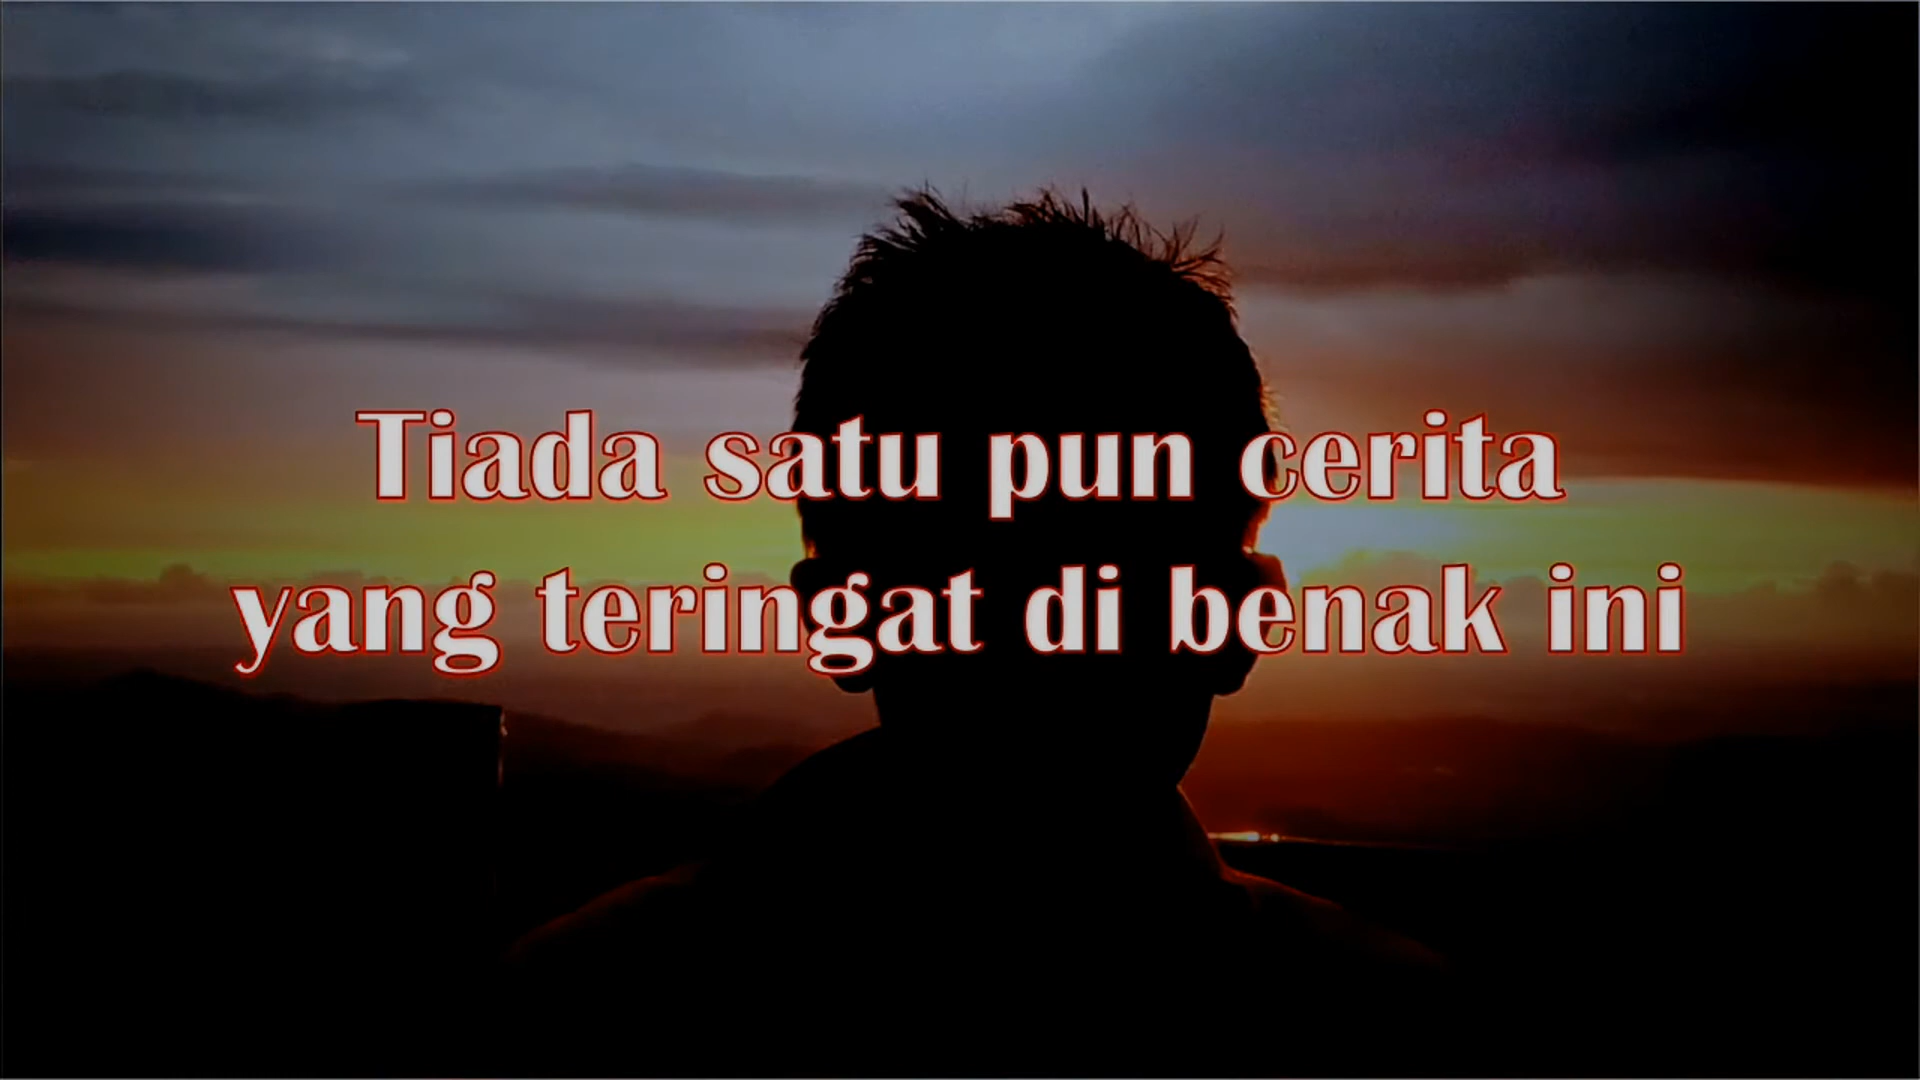 Tiada satu pun cerita
yang teringat di benak ini